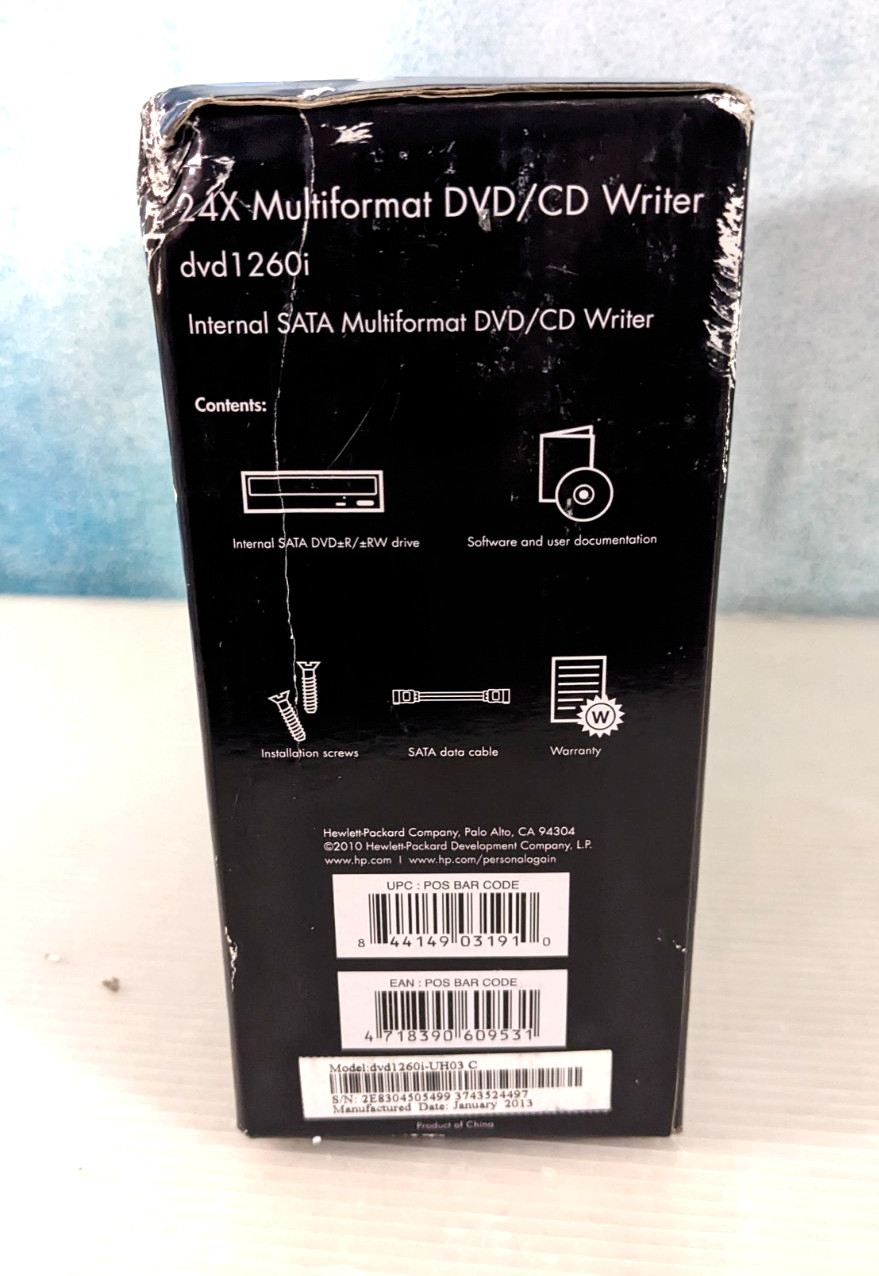 24X Multiformat DVD/CD Writer
dvd1260i
Internal SATA Multiformat DVD/CD Writer
Contents:
Internal SATA DVD±R/±RW drive
Software and user documentation
W
Installation screws
SATA data cable
Warranty
Hewlett-Packard Company, Palo Alto, CA 94304
©2010 Hewlett-Packard Development Company, L.P.
www.hp.com | www.hp.com/personalagain
UPC : POS BAR CODE
8 44149 03191 0
EAN : POS BAR CODE
4 718390 609531
Model:dvd1260i-UH03 C
S/N: 2E8304505499 3743524497
Manufactured Date: January 2013
Product of China